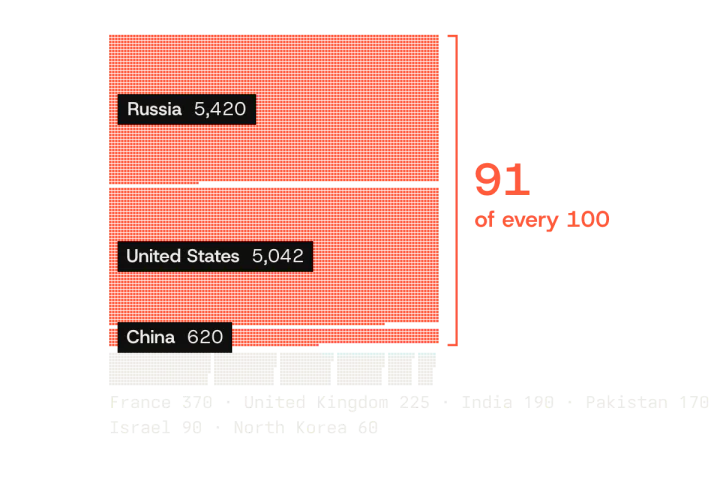 Russia 5,420
91
of every 100
United States 5,042
China 620
France 370 · United Kingdom 225 · India 190 · Pakistan 170
Israel 90 · North Korea 60